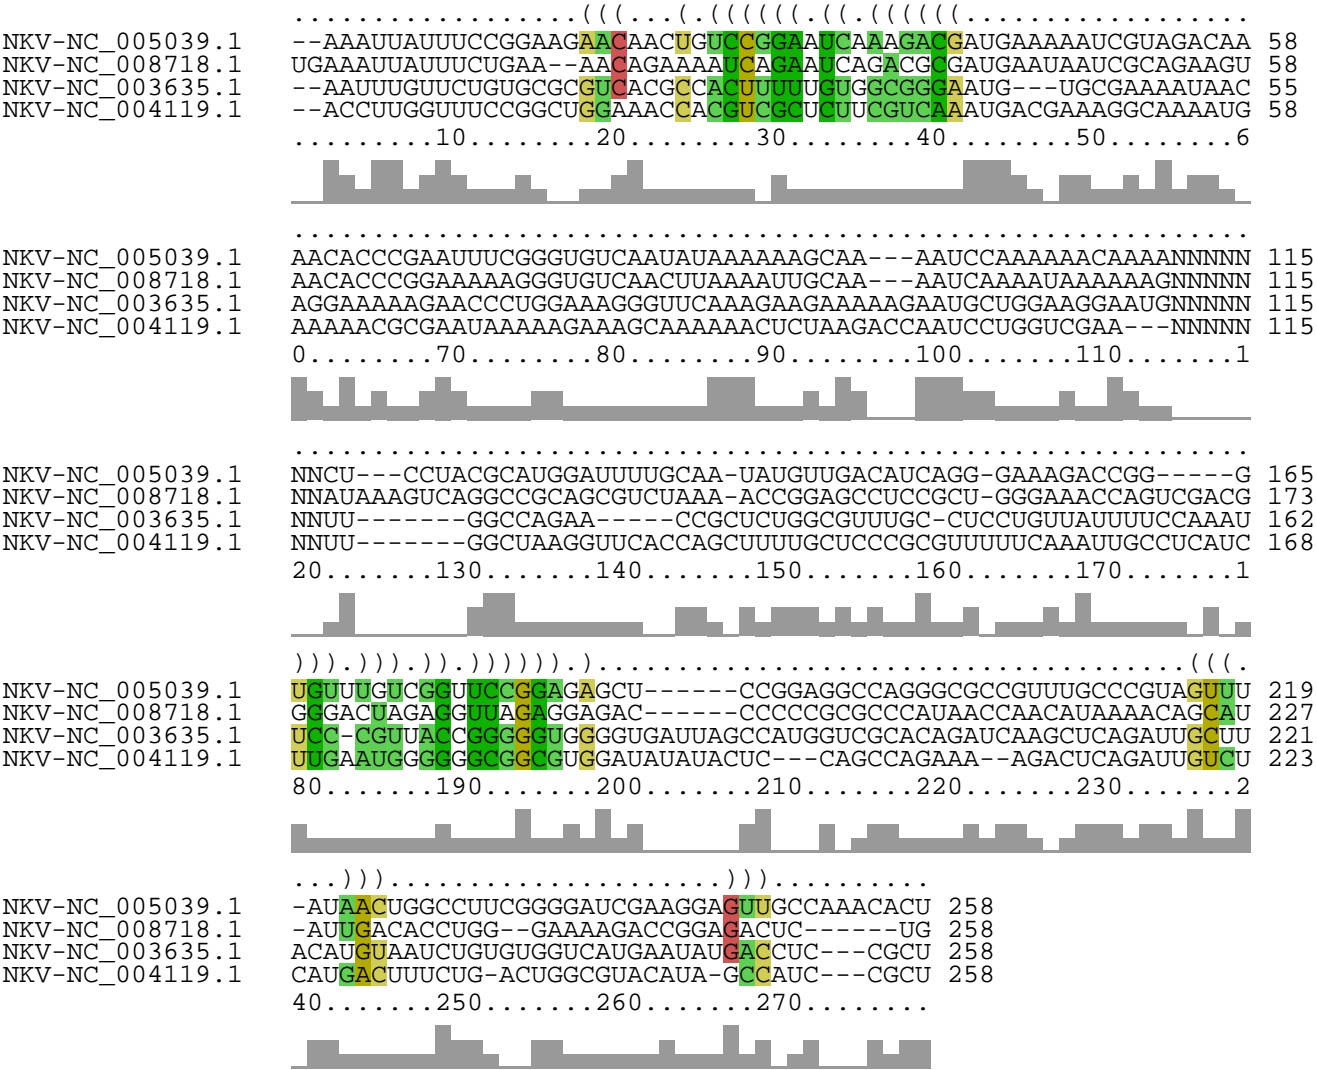 ..................(((...(.((((((.((.((((((..................
NKV-NC_005039.1 --AAAUUAUUUCCGGAAGAACAACUGUCCGGAAUCAAAGACGAUGAAAAAUCGUAGACAA 58
NKV-NC_008718.1 UGAAAUUAUUUCUGAA--AACAGAAAAUCAGAAUCAGACGCGAUGAAUAAUCGCAGAAGU 58
NKV-NC_003635.1 --AAUUUGUUCUGUGCGCGUCACGCCACUUUUUGUGGCGGGAAUG---UGCGAAAAUAAC 55
NKV-NC_004119.1 --ACCUUGGUUUCCGGCUGGAAACCACGUCGCUCUUCGUCAAAUGACGAAAGGCAAAAUG 58
.........10........20........30........40........50........6
............................................................
NKV-NC_005039.1 AACACCCGAAUUUCGGGUGUCAAUAUAAAAAAGCAA---AAUCCAAAAAACAAAANNNNN 115
NKV-NC_008718.1 AACACCCGGAAAAAGGGUGUCAACUUAAAAUUGCAA---AAUCAAAAUAAAAAAGNNNNN 115
NKV-NC_003635.1 AGGAAAAAGAACCCUGGAAAGGGUUCAAAGAAGAAAAAGAAUGCUGGAAGGAAUGNNNNN 115
NKV-NC_004119.1 AAAAACGCGAAUAAAAAGAAAGCAAAAAACUCUAAGACCAAUCCUGGUCGAA---NNNNN 115
0........70........80........90........100.......110.......1
............................................................
NKV-NC_005039.1 NNCU---CCUACGCAUGGAUUUUUGCAA-UAUGUUGACAUCAGG-GAAAGACCGG-----G 165
NKV-NC_008718.1 NNAUAAAGUCAGGCCGCAGCGUCUAAA-ACCGGAGCCUCCGCU-GGGAAACCAGUCGACG 173
NKV-NC_003635.1 NNUU-------GGCCAGAA-----CCGCUCUGGCGUUUGC-CUCCUGUUAUUUUCCAAAU 162
NKV-NC_004119.1 NNUU-------GGCUAAGGUUCACCAGCUUUUGCUCCCGCGUUUUUCAAAUUGCCUCAUC 168
20.......130.......140.......150.......160.......170.......1
))).))).)).)))))).).....................................(((.
NKV-NC_005039.1 UGUUUGUCGGUUCCGGAGAGCU------CCGGAGGCCAGGGCGCCGUUUGCCCGUAGUUU 219
NKV-NC_008718.1 GGGACUAGAGGUUAGAGGAGAC------CCCCCGCGCCCAUAACCAACAUAAAACAGCAU 227
NKV-NC_003635.1 UCC-CGUUACCGGGGGUGGGGUGAUUAGCCAUGGUCGCACAGAUCAAGCUCAGAUUGCUU 221
NKV-NC_004119.1 UUGAAUGGGGGGCGGCGUGGAUAUAUACUC---CAGCCAGAAA--AGACUCAGAUUGUCU 223
80.......190.......200.......210.......220.......230.......2
...))).....................)))..........
NKV-NC_005039.1 -AUAACUGGCCUUCGGGGAUCGAAGGAGUUGCCAAACACU 258
NKV-NC_008718.1 -AUUGACACCUGG--GAAAAGACCGGAGACUC------UG 258
NKV-NC_003635.1 ACAUGUAAUCUGUGUGGUCAUGAAUAUGACCUC---CGCU 258
NKV-NC_004119.1 CAUGACUUUCUG-ACUGGCGUACAUA-GCCAUC---CGCU 258
40.......250.......260.......270........